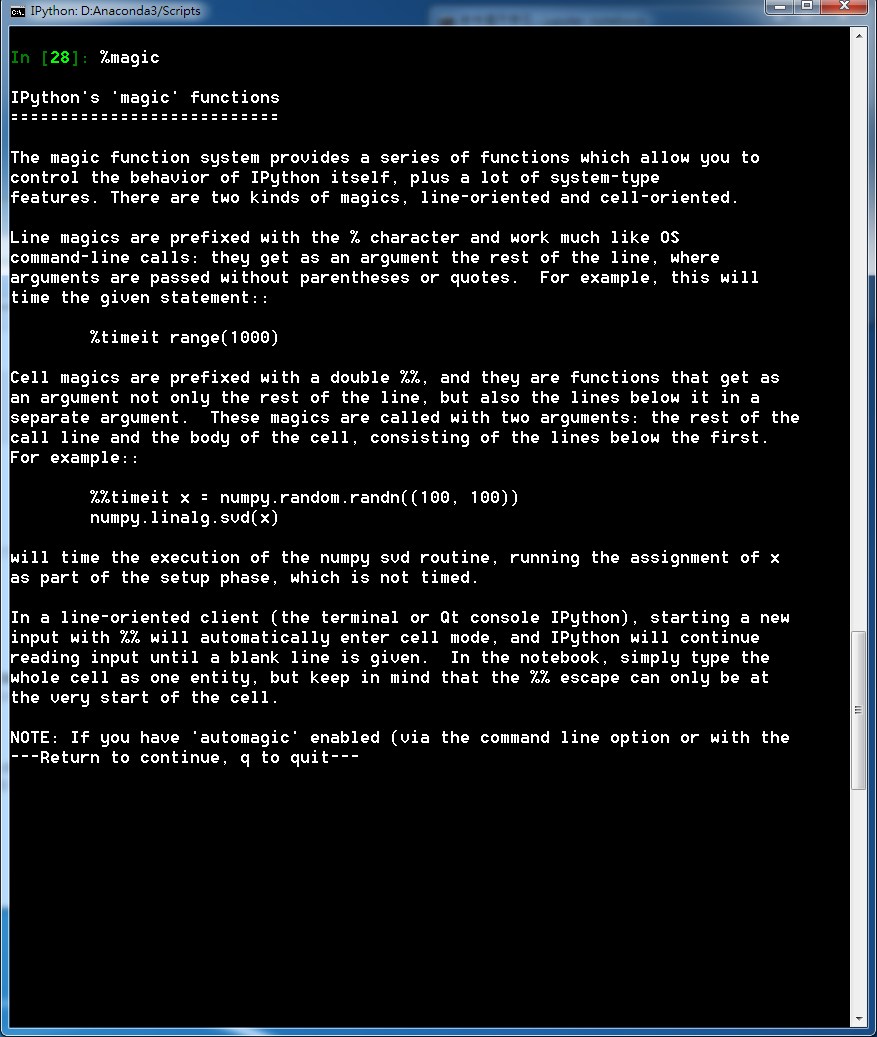 IPython: D:Anaconda3/Scripts
In [28]: %magic
IPython's 'magic' functions
===========================
The magic function system provides a series of functions which allow you to
control the behavior of IPython itself, plus a lot of system-type
features. There are two kinds of magics, line-oriented and cell-oriented.
Line magics are prefixed with the % character and work much like OS
command-line calls: they get as an argument the rest of the line, where
arguments are passed without parentheses or quotes.  For example, this will
time the given statement::
        %timeit range(1000)
Cell magics are prefixed with a double %%, and they are functions that get as
an argument not only the rest of the line, but also the lines below it in a
separate argument.  These magics are called with two arguments: the rest of the
call line and the body of the cell, consisting of the lines below the first.
For example::
        %%timeit x = numpy.random.randn((100, 100))
        numpy.linalg.svd(x)
will time the execution of the numpy svd routine, running the assignment of x
as part of the setup phase, which is not timed.
In a line-oriented client (the terminal or Qt console IPython), starting a new
input with %% will automatically enter cell mode, and IPython will continue
reading input until a blank line is given.  In the notebook, simply type the
whole cell as one entity, but keep in mind that the %% escape can only be at
the very start of the cell.
NOTE: If you have 'automagic' enabled (via the command line option or with the
---Return to continue, q to quit---